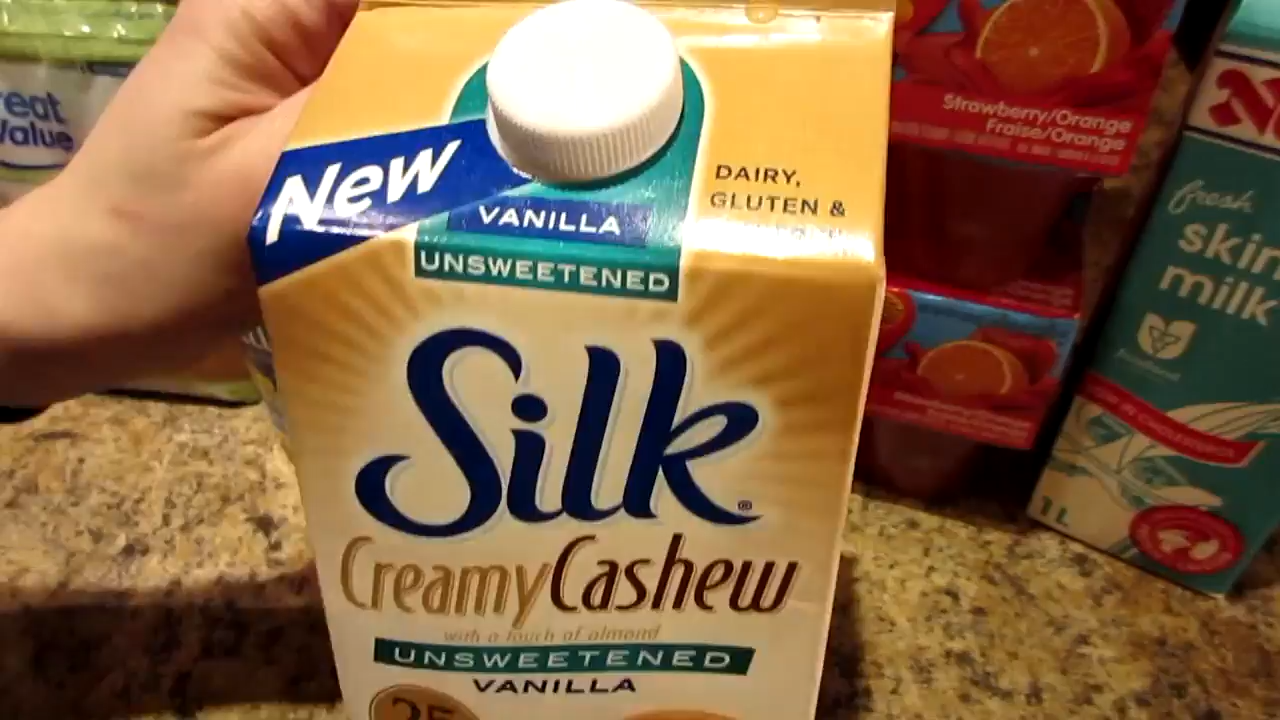 reat
Value
New
VANILLA
UNSWEETENED
DAIRY,
GLUTEN &
Silk®
Creamy Cashew
with a touch of almond
UNSWEETENED
VANILLA
25
Strawberry/Orange
Fraise/Orange
fresh
skim
milk
1L